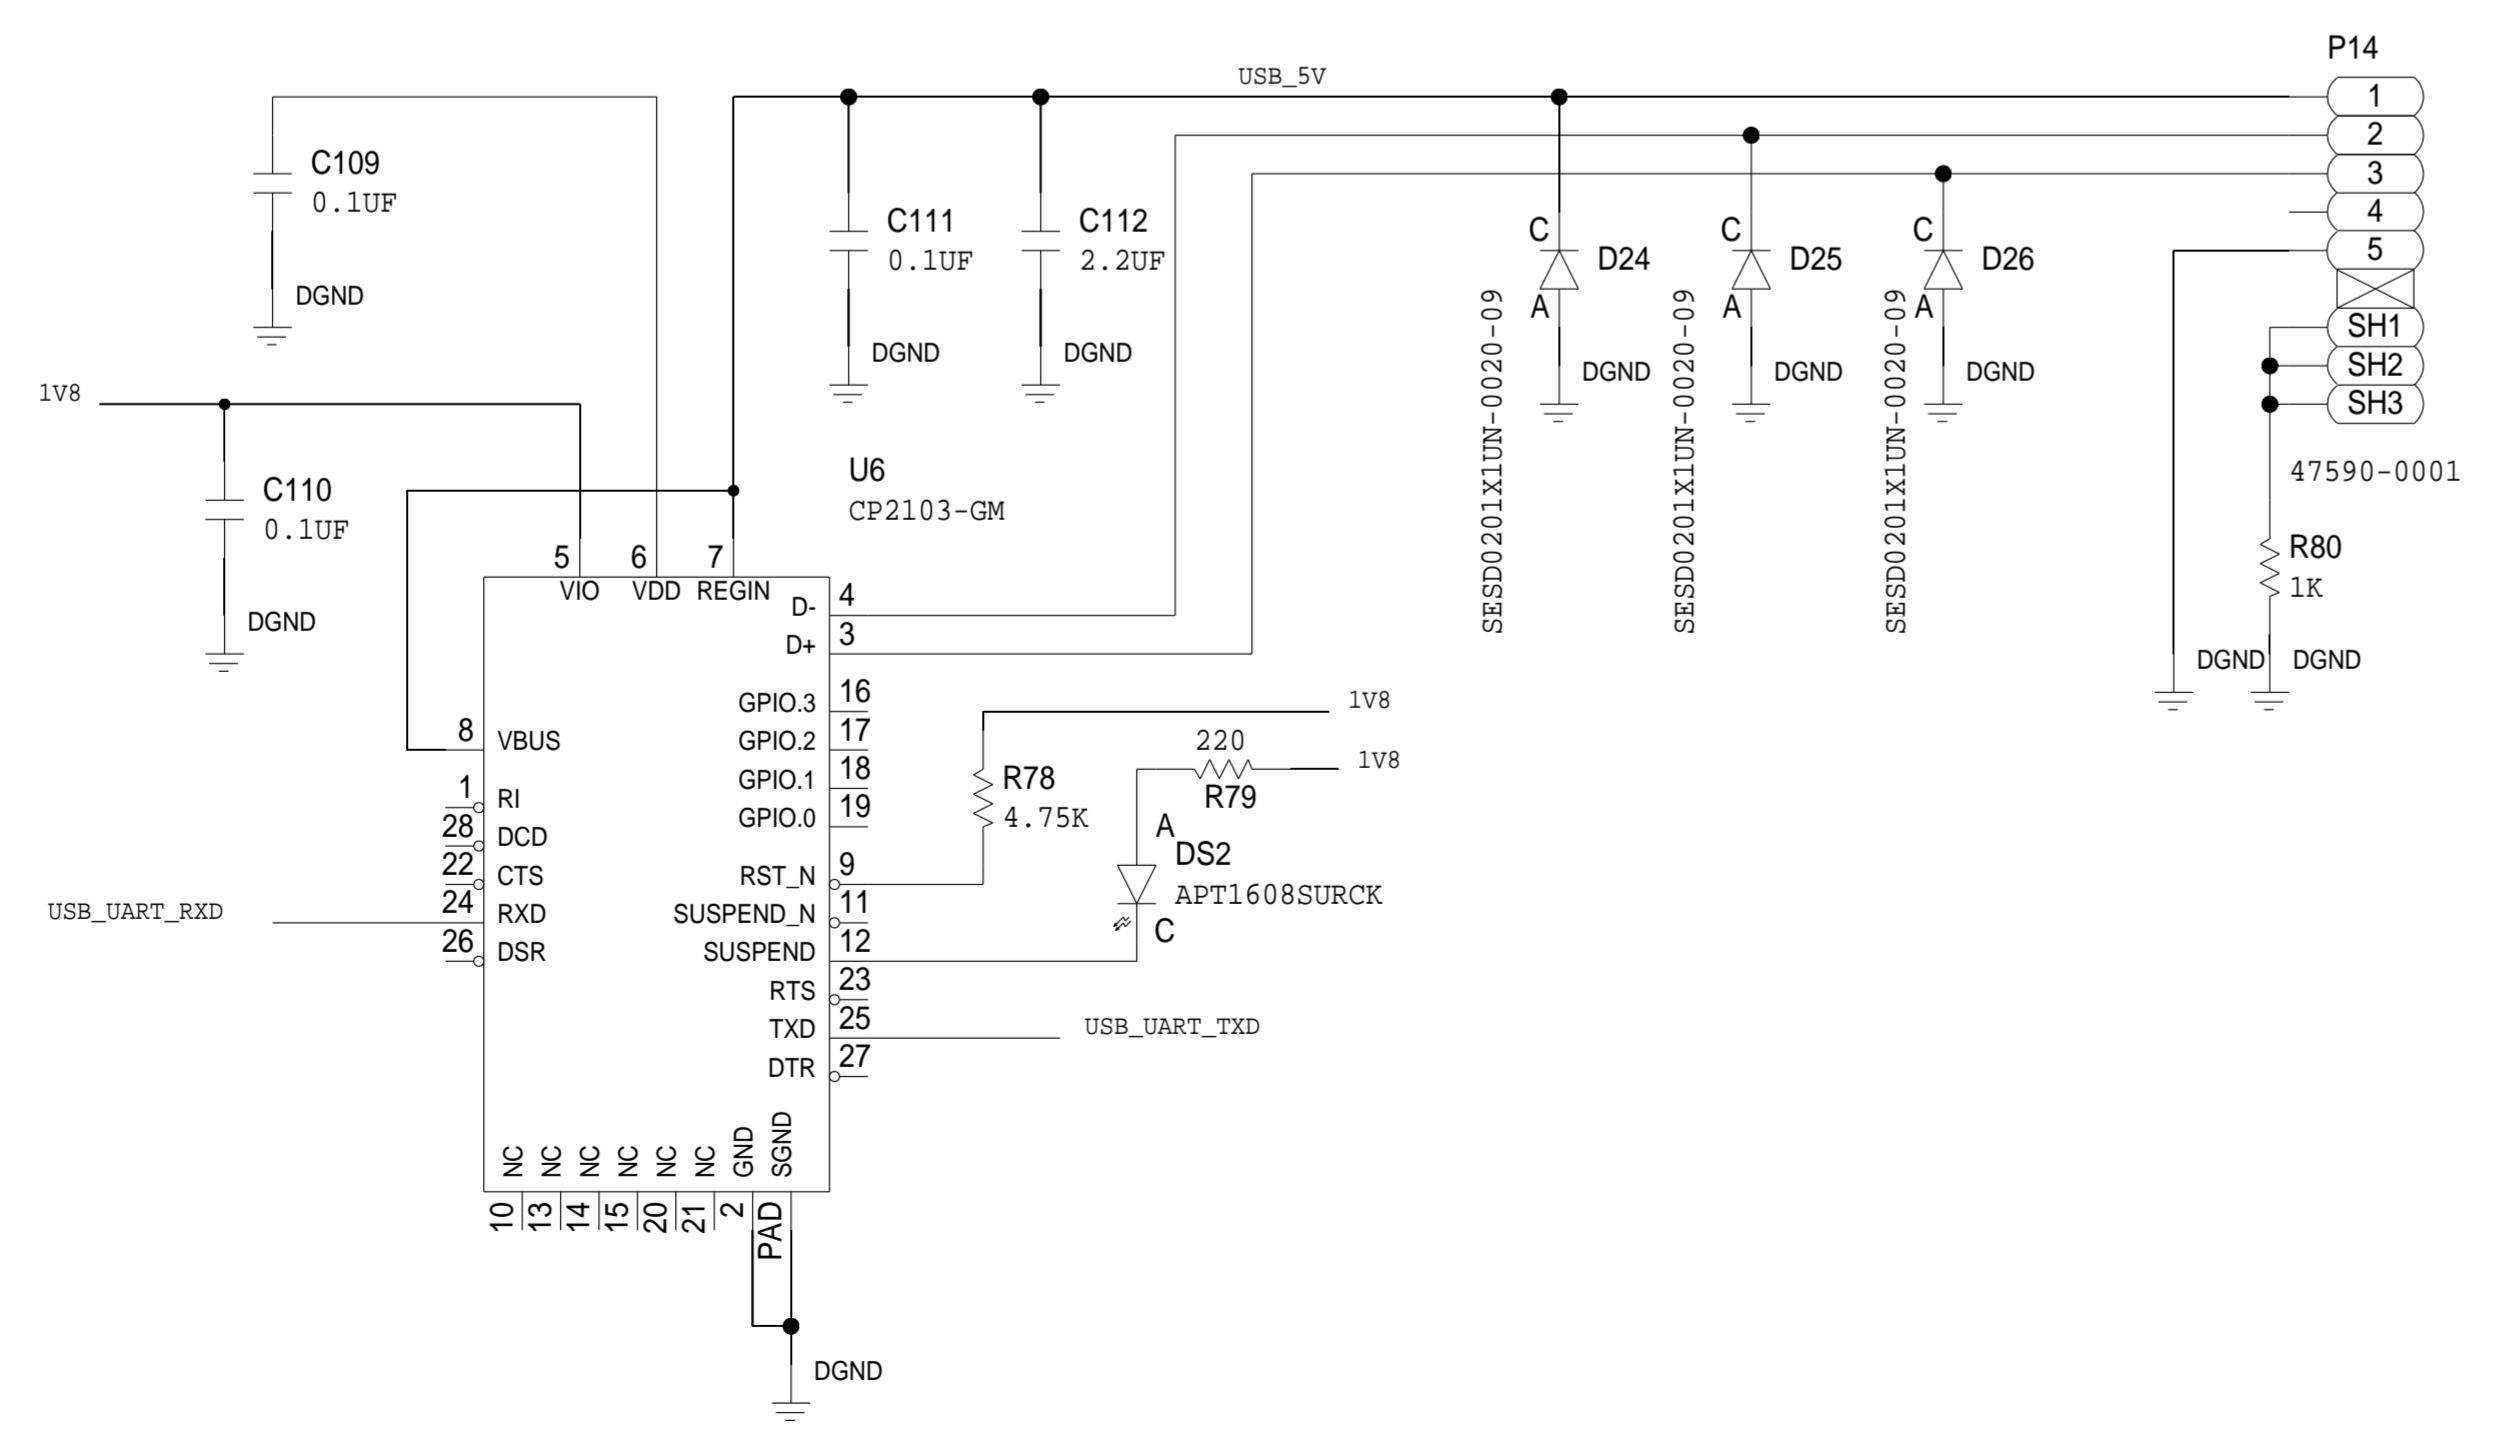 P14
USB_5V
1
2
3
4
5
SH1
SH2
SH3
47590-0001
C109
0.1UF
DGND
C111
0.1UF
DGND
C112
2.2UF
DGND
C
D24
A
DGND
SESD0201X1UN-0020-09
C
D25
A
DGND
SESD0201X1UN-0020-09
C
D26
A
DGND
SESD0201X1UN-0020-09
R80
1K
DGND
DGND
1V8
C110
0.1UF
DGND
U6
CP2103-GM
5
6
7
VIO
VDD
REGIN
D-
4
D+
3
GPIO.3
16
GPIO.2
17
GPIO.1
18
GPIO.0
19
RST_N
9
SUSPEND_N
11
SUSPEND
12
RTS
23
TXD
25
DTR
27
8
VBUS
1
RI
28
DCD
22
CTS
USB_UART_RXD
24
RXD
26
DSR
1V8
R78
4.75K
220
R79
1V8
A
DS2
APT1608SURCK
C
USB_UART_TXD
NC
NC
NC
NC
NC
NC
GND
SGND
10
13
14
15
20
21
2
PAD
DGND